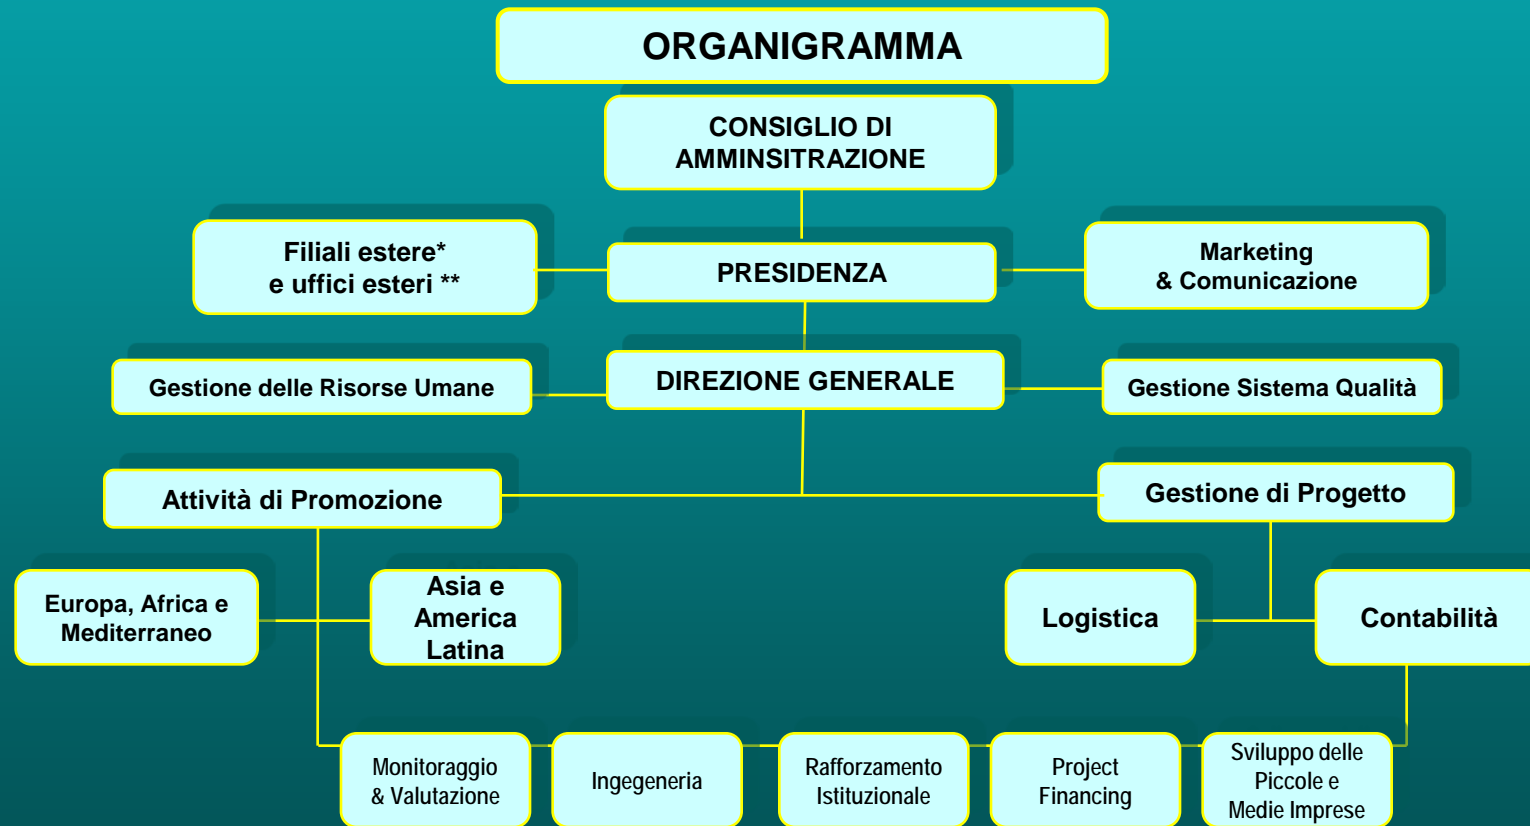 ORGANIGRAMMA
CONSIGLIO DI
AMMINSITRAZIONE
Filiali estere*
e uffici esteri **
PRESIDENZA
Marketing
& Comunicazione
Gestione delle Risorse Umane
DIREZIONE GENERALE
Gestione Sistema Qualità
Attività di Promozione
Gestione di Progetto
Europa, Africa e
Mediterraneo
Asia e
America
Latina
Logistica
Contabilità
Monitoraggio
& Valutazione
Ingegeneria
Rafforzamento
Istituzionale
Project
Financing
Sviluppo delle
Piccole e
Medie Imprese